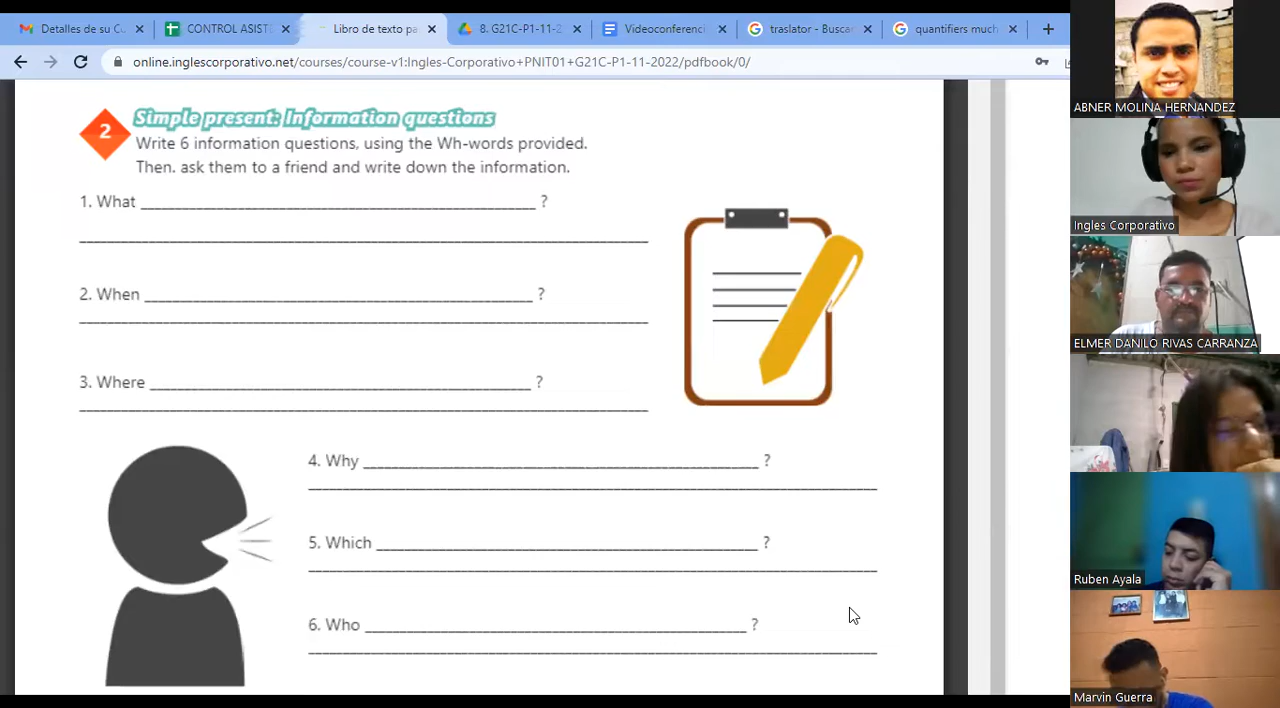 Detalles de su Cu
CONTROL ASIST
Libro de texto pa
8. G21C-P1-11-2
Videoconferenci
traslator - Buscar
quantifiers much
online.inglescorporativo.net/courses/course-v1:Ingles-Corporativo+PNIT01+G21C-P1-11-2022/pdfbook/0/
2
Simple present: Information questions
Write 6 information questions, using the Wh-words provided.
Then. ask them to a friend and write down the information.
1. What ?
2. When ?
3. Where ?
4. Why ?
5. Which ?
6. Who ?
ABNER MOLINA HERNANDEZ
Ingles Corporativo
ELMER DANILO RIVAS CARRANZA
Ruben Ayala
Marvin Guerra